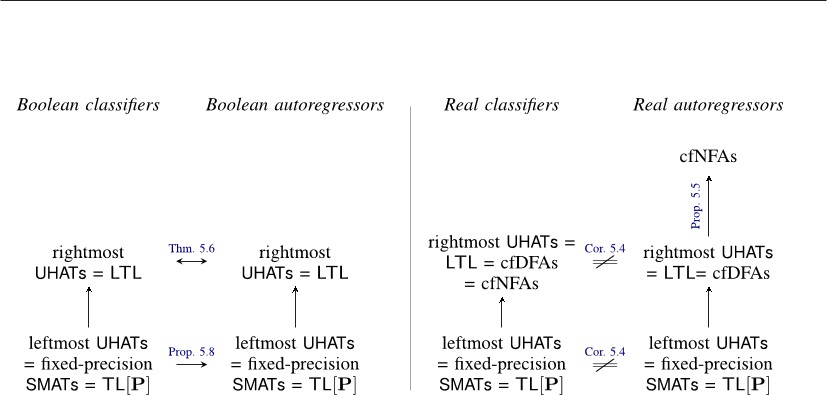 Boolean classifiers
Boolean autoregressors
Real classifiers
Real autoregressors
cfNFAs
Prop. 5.5
rightmost
UHATs = LTL
Thm. 5.6
rightmost
UHATs = LTL
rightmost UHATs =
LTL = cfDFAs
= cfNFAs
Cor. 5.4
rightmost UHATs
= LTL= cfDFAs
leftmost UHATs
= fixed-precision
SMATs = TL[P]
Prop. 5.8
leftmost UHATs
= fixed-precision
SMATs = TL[P]
leftmost UHATs
= fixed-precision
SMATs = TL[P]
Cor. 5.4
leftmost UHATs
= fixed-precision
SMATs = TL[P]